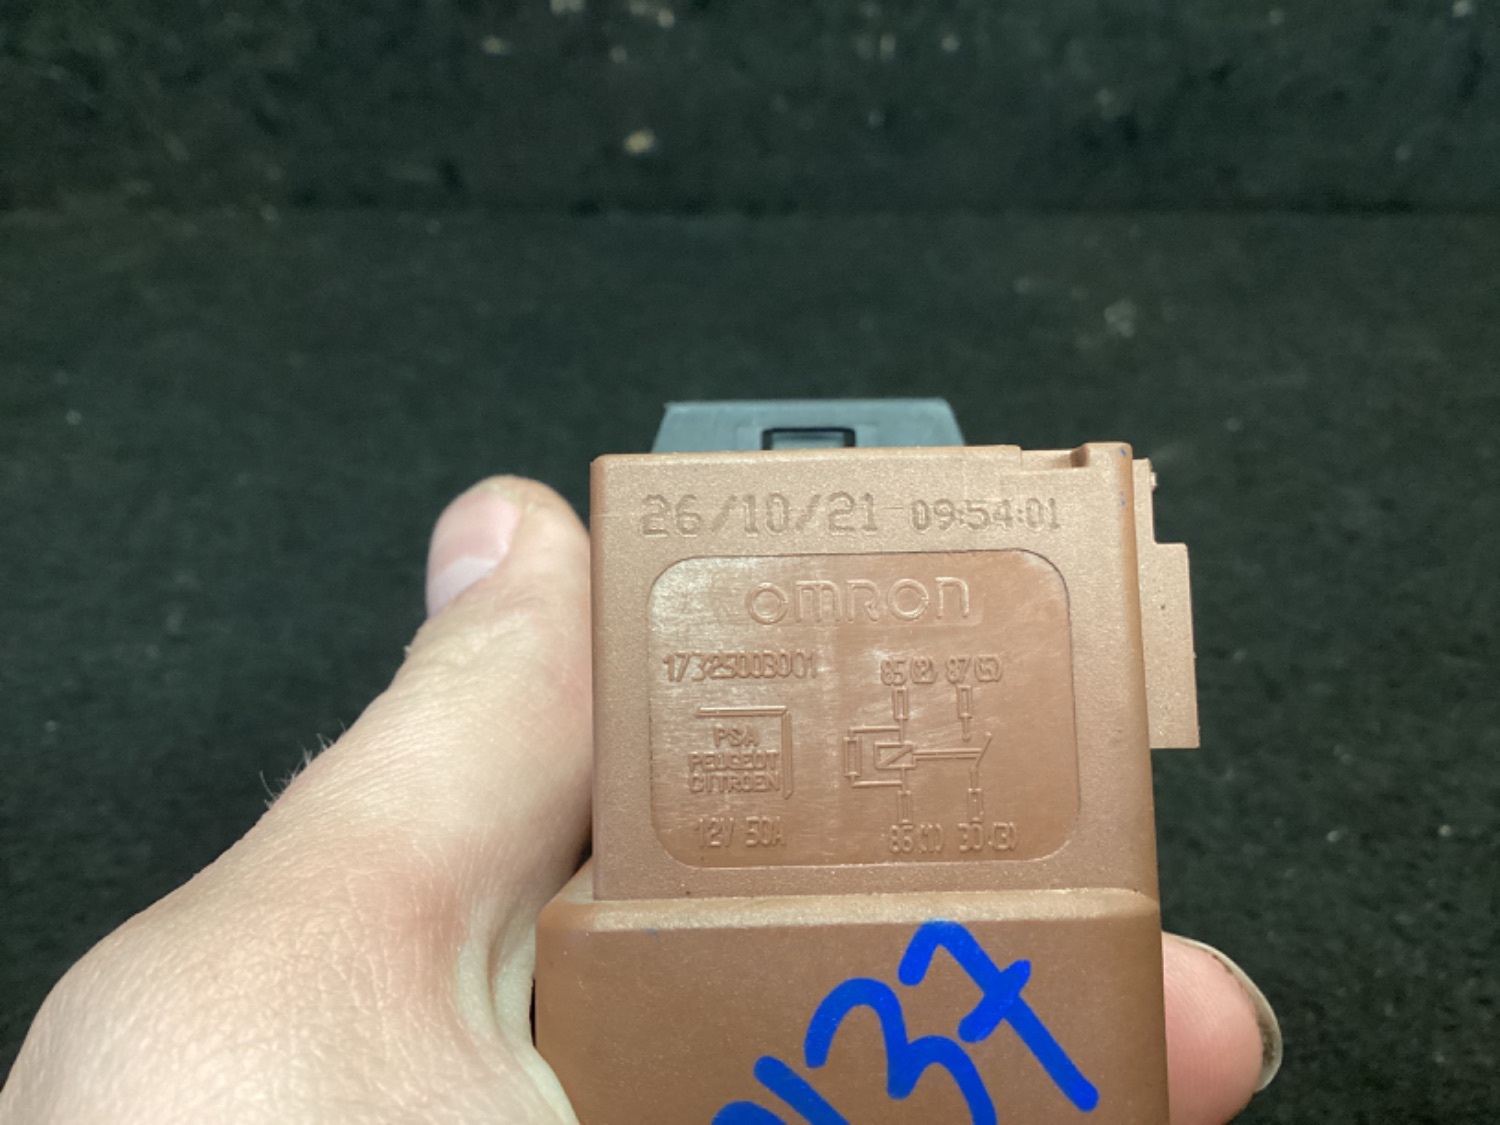 26/10/21 09:54:01
OMRON
17325003001
85(2) 87(5)
PSA
PEUGEOT
CITROEN
12V 50A
86(1) 30(3)
137